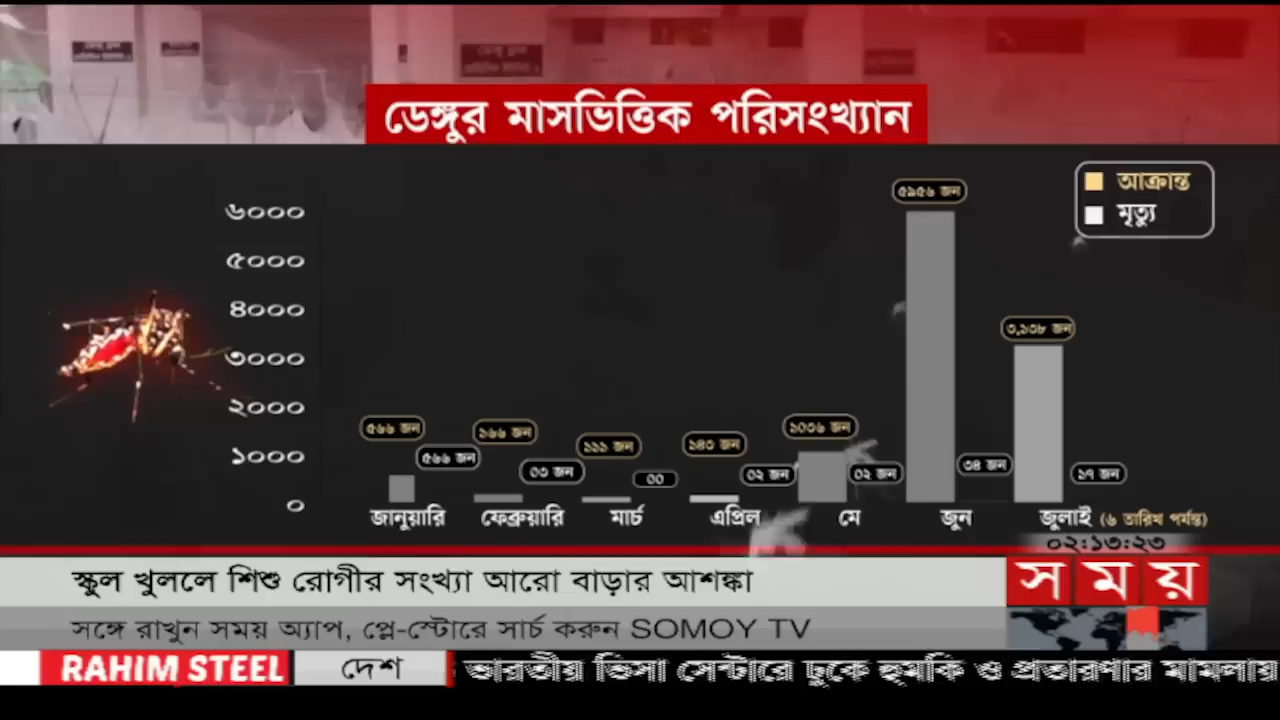 ডেঙ্গুর মাসভিত্তিক পরিসংখ্যান
আক্রান্ত
মৃত্যু
৬০০০
৫০০০
৪০০০
৩০০০
২০০০
১০০০
০
৫৬৬ জন
৫৬৬ জন
১৬৬ জন
০৩ জন
১১১ জন
০০
১৪৩ জন
০২ জন
১০৩৬ জন
০২ জন
৫৯৫৬ জন
৩৪ জন
৩,৯৩৮ জন
১৭ জন
জানুয়ারি ফেব্রুয়ারি মার্চ এপ্রিল মে জুন জুলাই (৬ তারিখ পর্যন্ত)
০২:১৩:২৩
স্কুল খুললে শিশু রোগীর সংখ্যা আরো বাড়ার আশঙ্কা
সময়
সঙ্গে রাখুন সময় অ্যাপ, প্লে-স্টোরে সার্চ করুন SOMOY TV
RAHIM STEEL দেশ ভারতীয় ভিসা সেন্টারে ঢুকে হুমকি ও প্রতারণার মামলায়